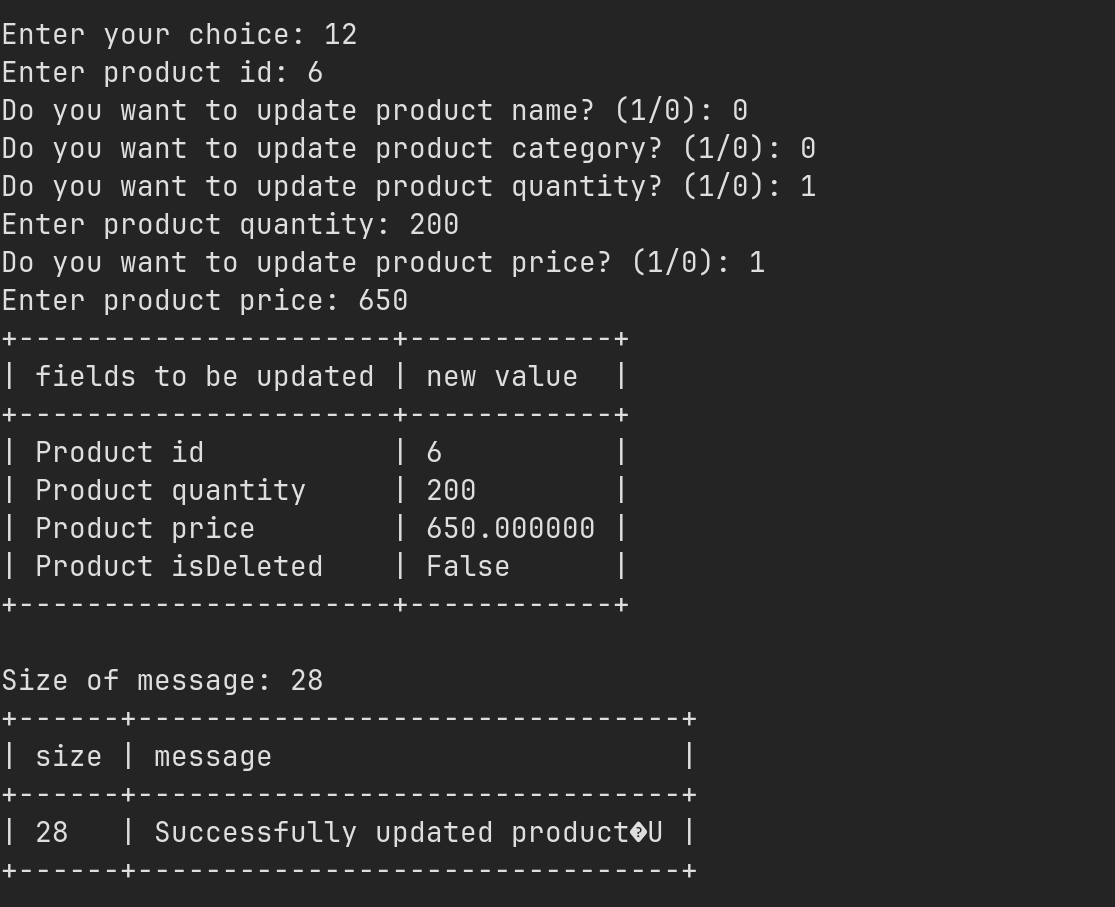 Enter your choice: 12
Enter product id: 6
Do you want to update product name? (1/0): 0
Do you want to update product category? (1/0): 0
Do you want to update product quantity? (1/0): 1
Enter product quantity: 200
Do you want to update product price? (1/0): 1
Enter product price: 650
+----------------------+------------+
| fields to be updated | new value  |
+----------------------+------------+
| Product id           | 6          |
| Product quantity     | 200        |
| Product price        | 650.000000 |
| Product isDeleted    | False      |
+----------------------+------------+
Size of message: 28
+------+--------------------------------+
| size | message                        |
+------+--------------------------------+
| 28   | Successfully updated product�U |
+------+--------------------------------+